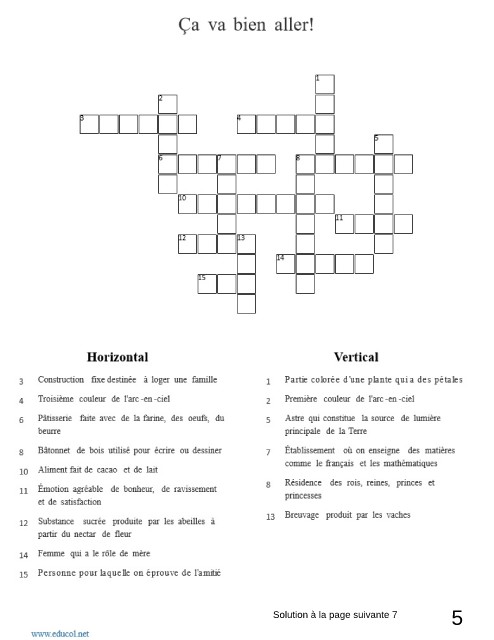 Ça va bien aller!
1
2
3
4
5
6
7
8
10
11
12
13
14
15
Horizontal
3 Construction fixe destinée à loger une famille
4 Troisième couleur de l'arc-en-ciel
6 Pâtisserie faite avec de la farine, des oeufs, du
beurre
8 Bâtonnet de bois utilisé pour écrire ou dessiner
10 Aliment fait de cacao et de lait
11 Émotion agréable de bonheur, de ravissement
et de satisfaction
12 Substance sucrée produite par les abeilles à
partir du nectar de fleur
14 Femme qui a le rôle de mère
15 Personne pour laquelle on éprouve de l'amitié
Vertical
1 Partie colorée d'une plante qui a des pétales
2 Première couleur de l'arc-en-ciel
5 Astre qui constitue la source de lumière
principale de la Terre
7 Établissement où on enseigne des matières
comme le français et les mathématiques
8 Résidence des rois, reines, princes et
princesses
13 Breuvage produit par les vaches
Solution à la page suivante 7
5
www.educol.net